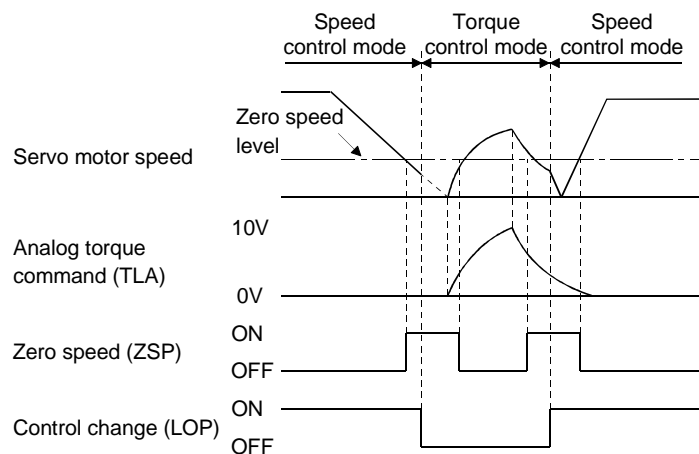 Speed
control mode
Torque
control mode
Speed
control mode
Zero speed
level
Servo motor speed
10V
Analog torque
command (TLA)
0V
ON
Zero speed (ZSP)
OFF
ON
Control change (LOP)
OFF